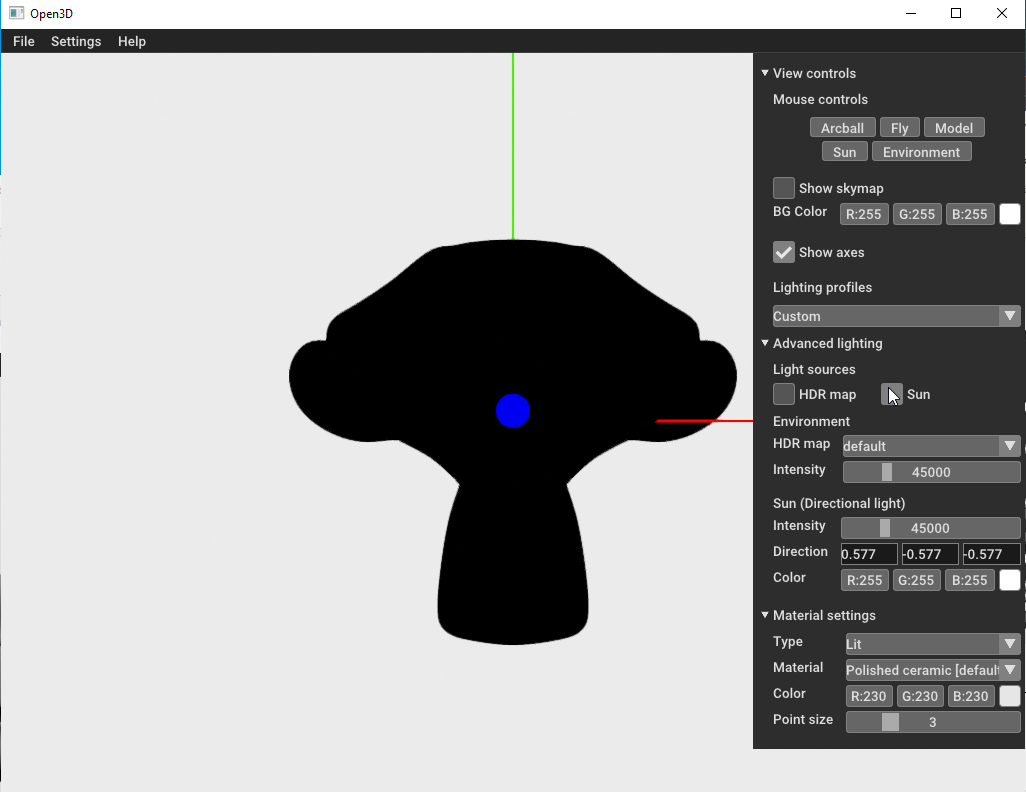 Open3D
File Settings Help
View controls
Mouse controls
Arcball Fly Model
Sun Environment
Show skymap
BG Color R:255 G:255 B:255
Show axes
Lighting profiles
Custom
Advanced lighting
Light sources
HDR map Sun
Environment
HDR map default
Intensity 45000
Sun (Directional light)
Intensity 45000
Direction 0.577 -0.577 -0.577
Color R:255 G:255 B:255
Material settings
Type Lit
Material Polished ceramic [default
Color R:230 G:230 B:230
Point size 3